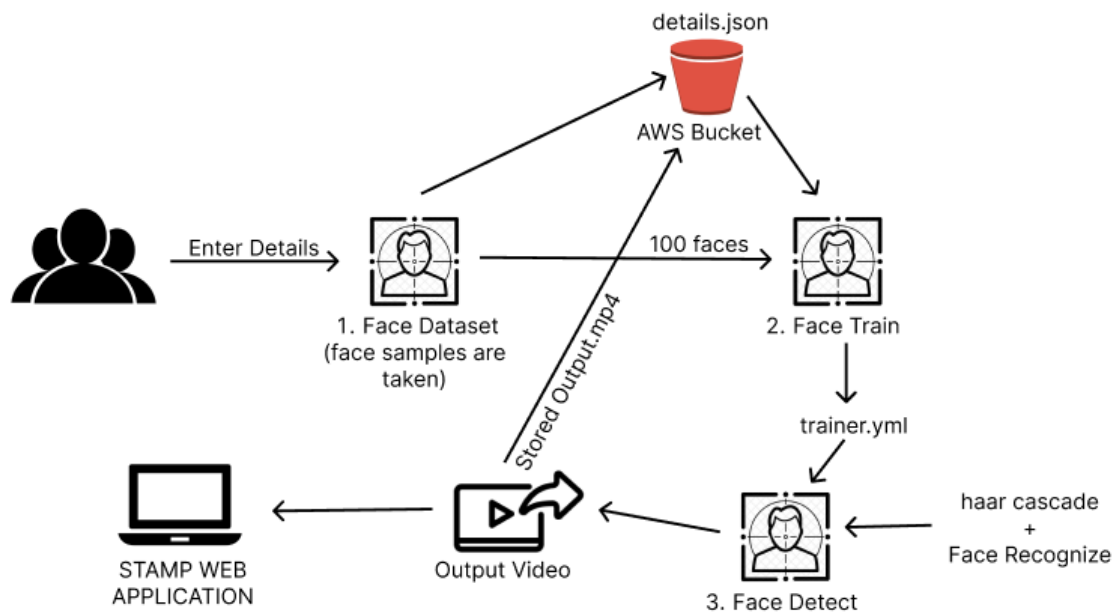 details.json
AWS Bucket
Enter Details
100 faces
1. Face Dataset
(face samples are
taken)
2. Face Train
Stored Output.mp4
trainer.yml
haar cascade
+
Face Recognize
3. Face Detect
Output Video
STAMP WEB
APPLICATION